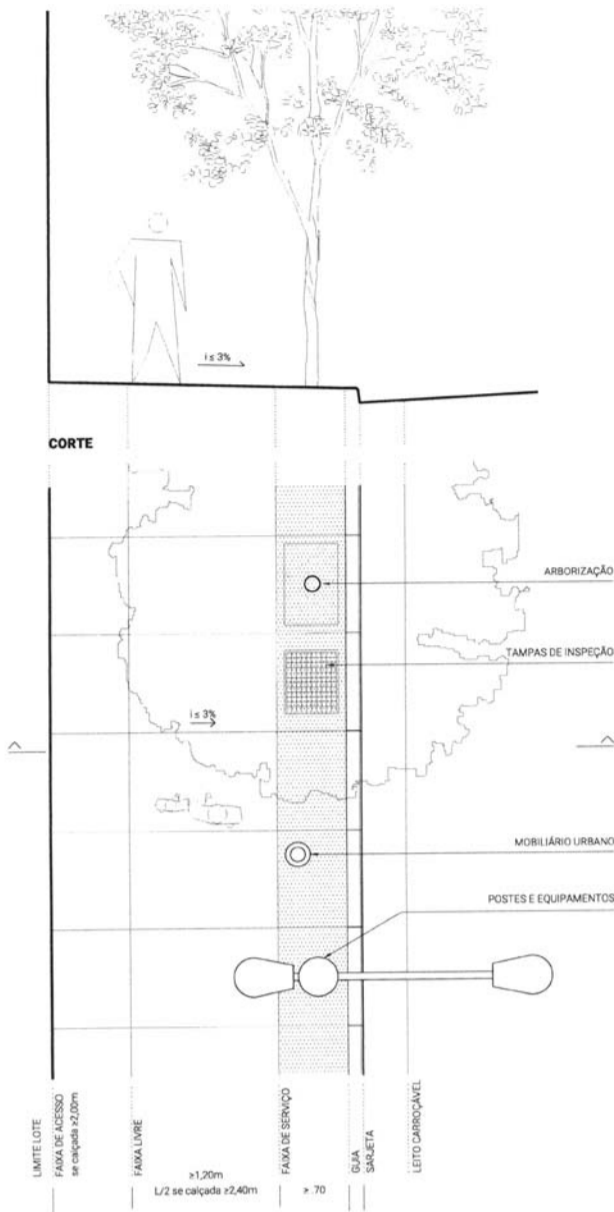 i ≤ 3%
CORTE
ARBORIZAÇÃO
TAMPAS DE INSPEÇÃO
i ≤ 3%
MOBILIÁRIO URBANO
POSTES E EQUIPAMENTOS
LIMITE LOTE
FAIXA DE ACESSO
se calçada ≥2,00m
FAIXA LIVRE
≥1,20m
L/2 se calçada ≥2,40m
FAIXA DE SERVIÇO
≥ .70
GUIA
SARJETA
LEITO CARROÇÁVEL